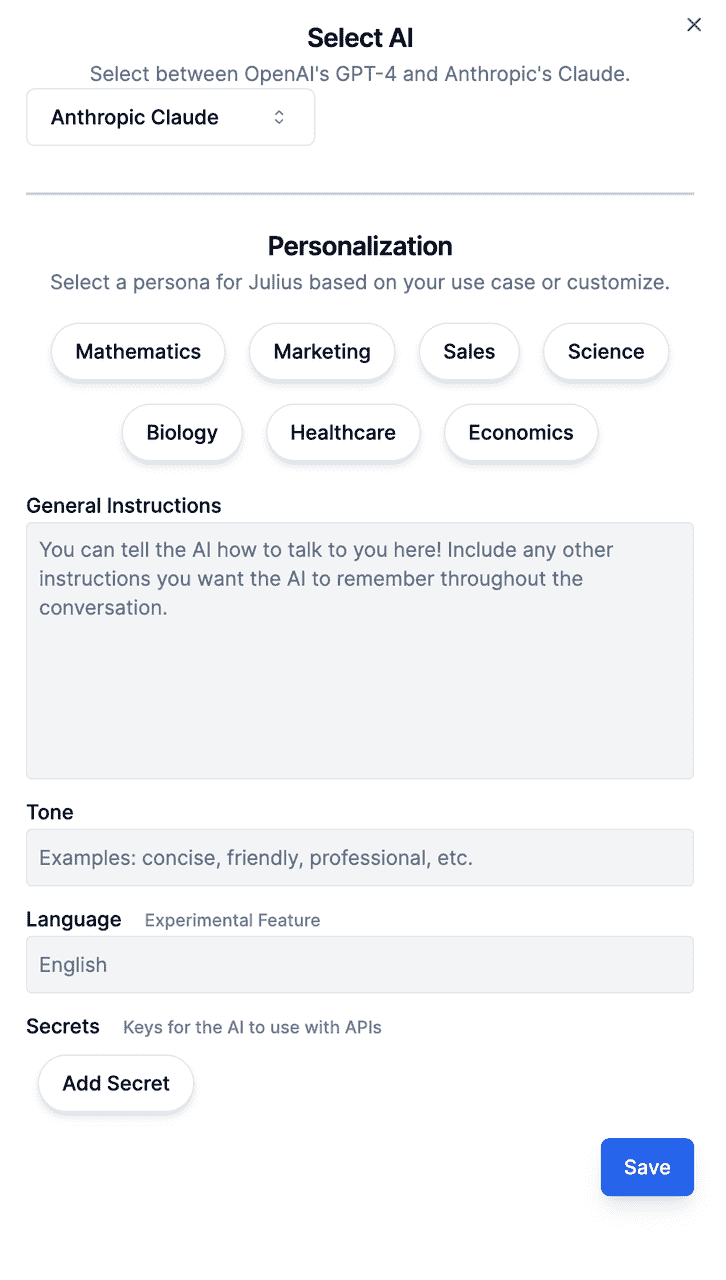 Select AI
Select between OpenAI's GPT-4 and Anthropic's Claude.
Anthropic Claude
Personalization
Select a persona for Julius based on your use case or customize.
Mathematics Marketing Sales Science
Biology Healthcare Economics
General Instructions
You can tell the AI how to talk to you here! Include any other
instructions you want the AI to remember throughout the
conversation.
Tone
Examples: concise, friendly, professional, etc.
Language Experimental Feature
English
Secrets Keys for the AI to use with APIs
Add Secret
Save